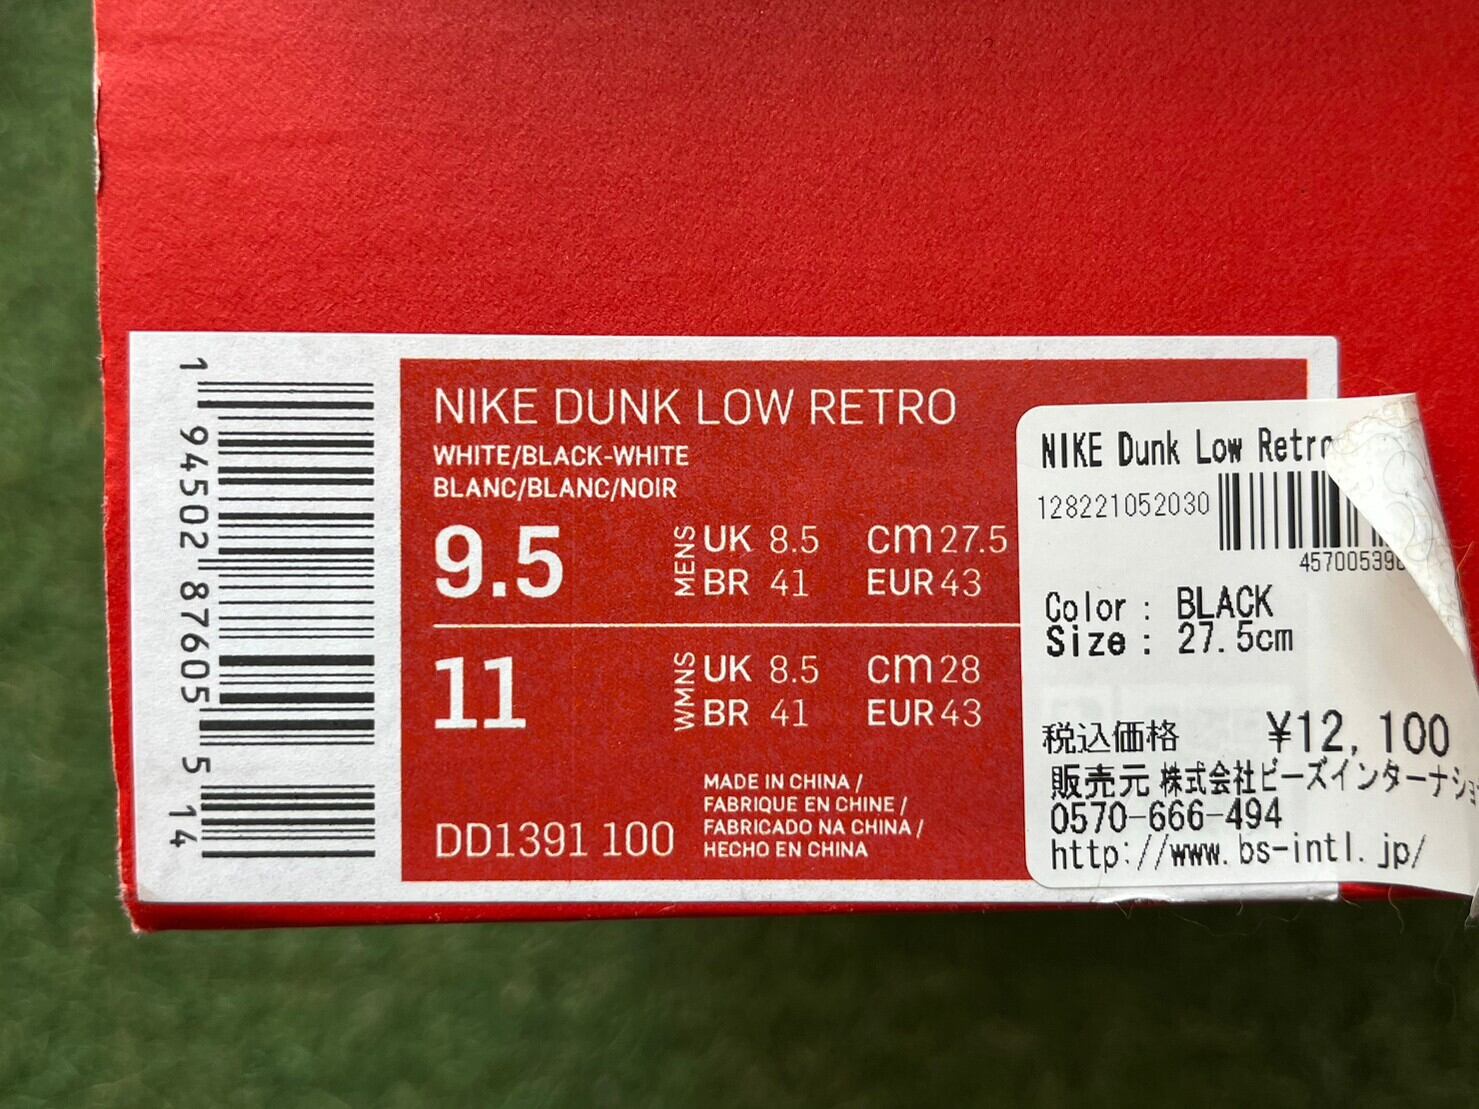 1 94502 87605 5 14
NIKE DUNK LOW RETRO
WHITE/BLACK-WHITE
BLANC/BLANC/NOIR
9.5 MENS UK 8.5 CM 27.5
BR 41 EUR 43
11 WMNS UK 8.5 CM 28
BR 41 EUR 43
DD1391 100
MADE IN CHINA /
FABRIQUE EN CHINE /
FABRICADO NA CHINA /
HECHO EN CHINA
NIKE Dunk Low Retro
128221052030
Color : BLACK
Size : 27.5cm
税込価格 ¥12,100
販売元 株式会社ビーズインターナショ
0570-666-494
http://www.bs-intl.jp/